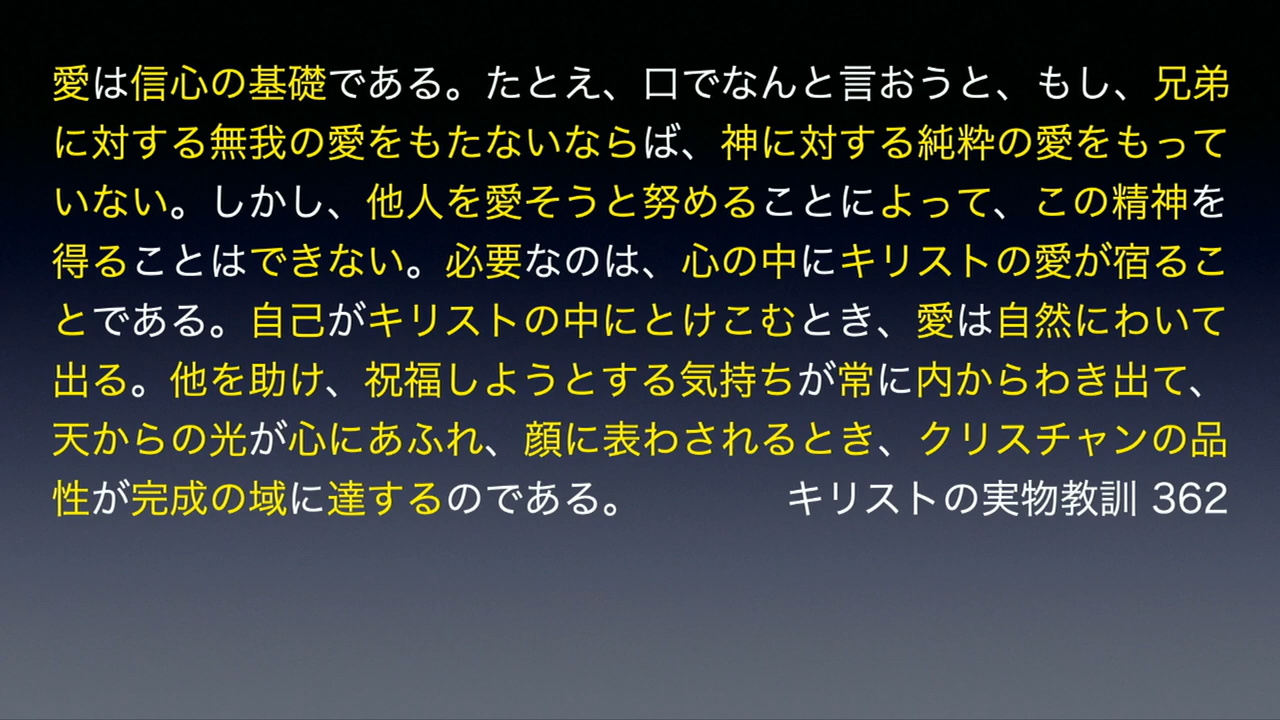 愛は信心の基礎である。たとえ、口でなんと言おうと、もし、兄弟
に対する無我の愛をもたないならば、神に対する純粋の愛をもって
いない。しかし、他人を愛そうと努めることによって、この精神を
得ることはできない。必要なのは、心の中にキリストの愛が宿るこ
とである。自己がキリストの中にとけこむとき、愛は自然にわいて
出る。他を助け、祝福しようとする気持ちが常に内からわき出て、
天からの光が心にあふれ、顔に表わされるとき、クリスチャンの品
性が完成の域に達するのである。 キリストの実物教訓 362